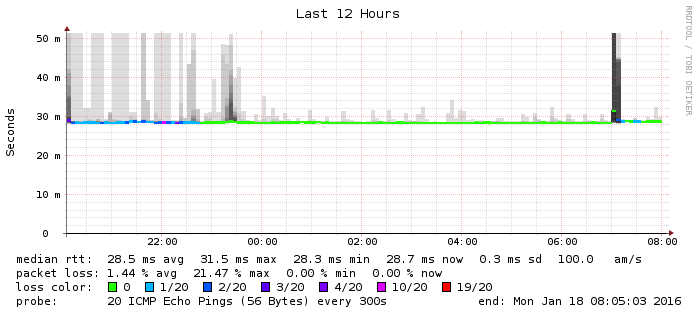 Last 12 Hours
RRDTOOL / TOBI OETIKER
Seconds
50 m
40 m
30 m
20 m
10 m
0
22:00 00:00 02:00 04:00 06:00 08:00
median rtt: 28.5 ms avg 31.5 ms max 28.3 ms min 28.7 ms now 0.3 ms sd 100.0 am/s
packet loss: 1.44 % avg 21.47 % max 0.00 % min 0.00 % now
loss color: 0 1/20 2/20 3/20 4/20 10/20 19/20
probe: 20 ICMP Echo Pings (56 Bytes) every 300s end: Mon Jan 18 08:05:03 2016